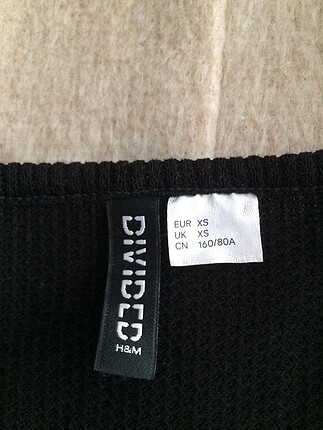 DIVIDED
H&M
EUR XS
UK XS
CN 160/80A